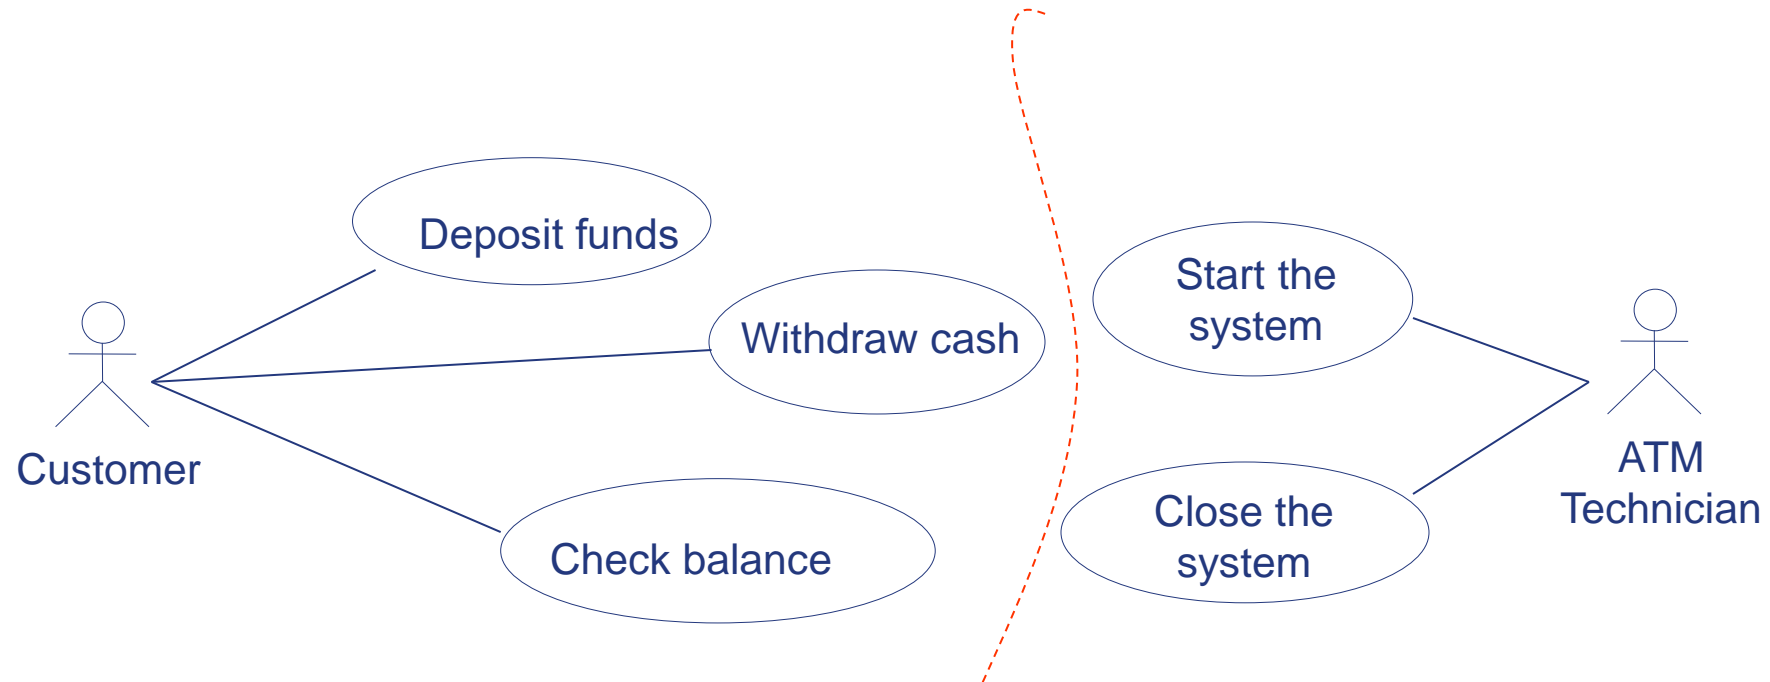 Deposit funds
Withdraw cash
Start the
system
Customer
ATM
Technician
Check balance
Close the
system